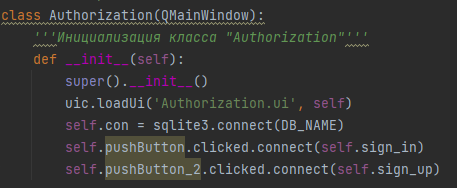 class Authorization(QMainWindow):
    '''Инициализация класса "Authorization"'''
    def __init__(self):
        super().__init__()
        uic.loadUi('Authorization.ui', self)
        self.con = sqlite3.connect(DB_NAME)
        self.pushButton.clicked.connect(self.sign_in)
        self.pushButton_2.clicked.connect(self.sign_up)